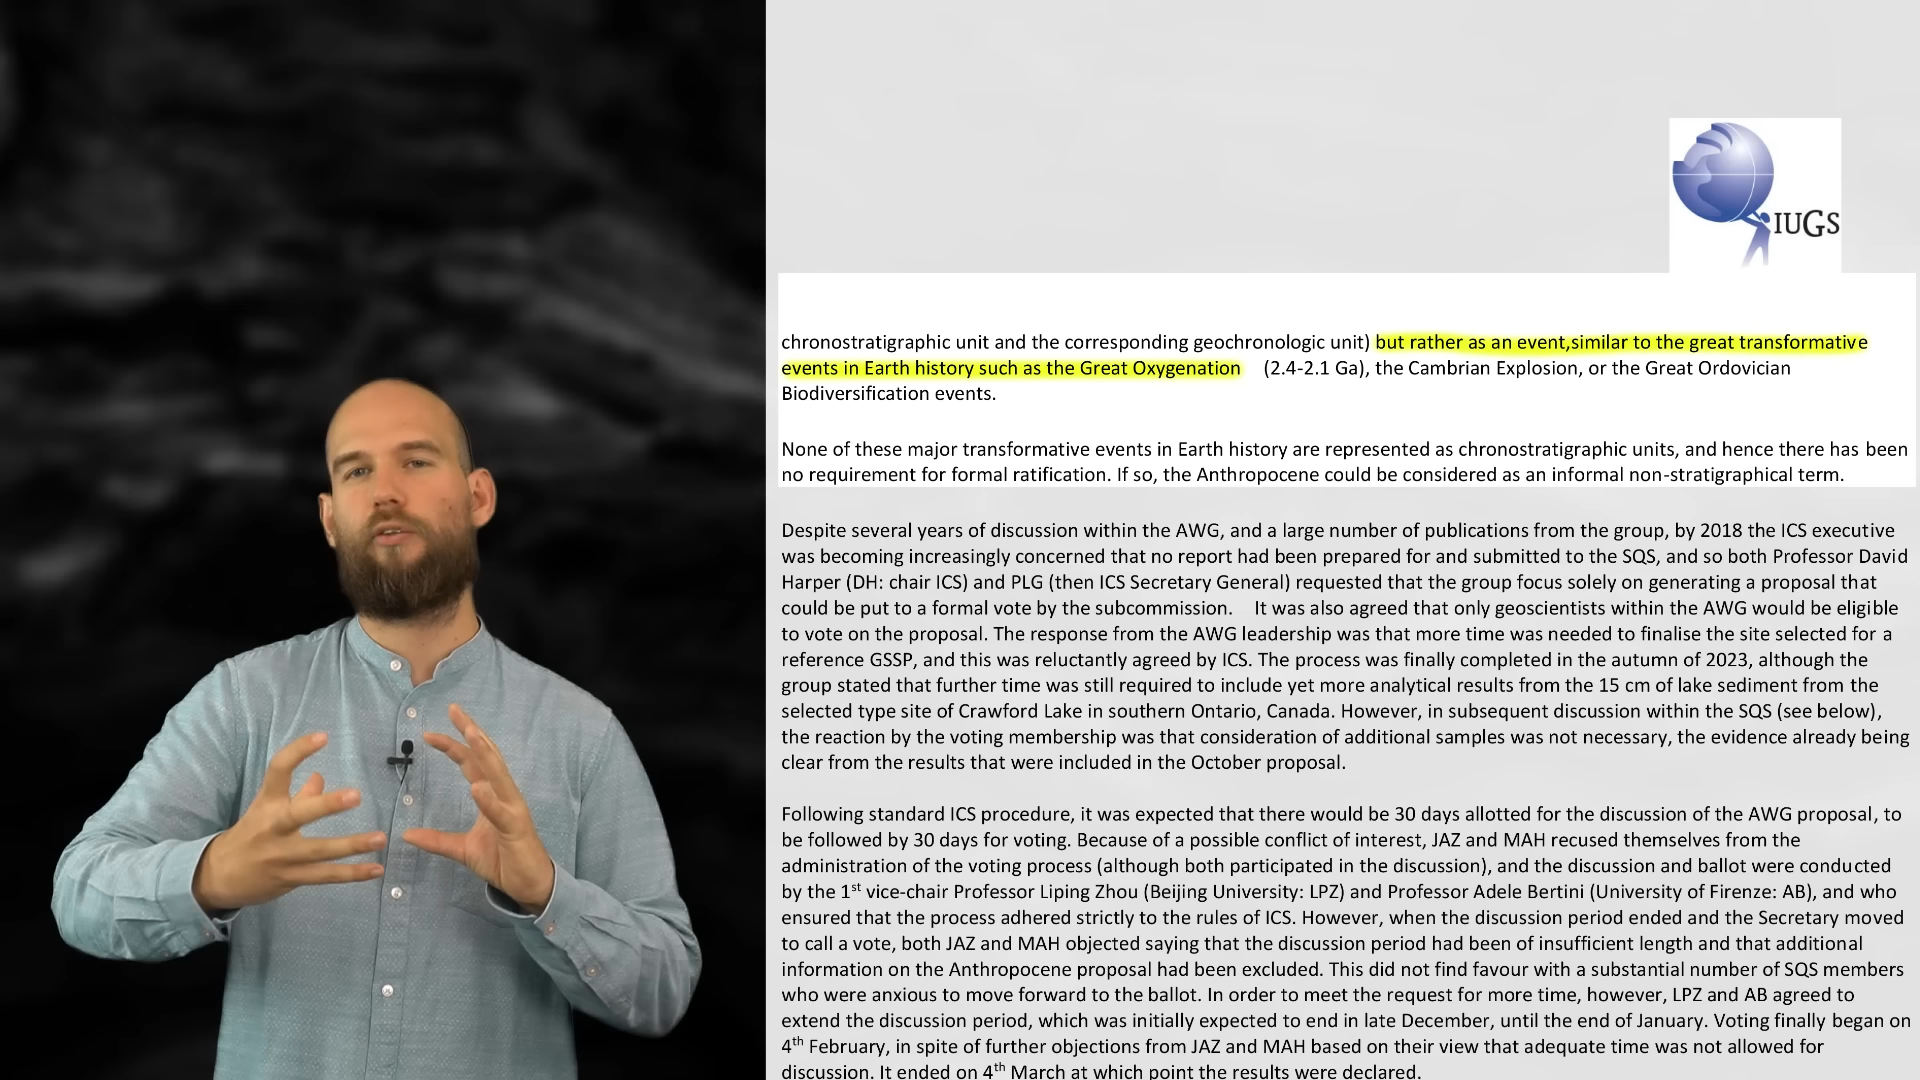 IUGS
chronostratigraphic unit and the corresponding geochronologic unit) but rather as an event,similar to the great transformative
events in Earth history such as the Great Oxygenation (2.4-2.1 Ga), the Cambrian Explosion, or the Great Ordovician
Biodiversification events.
None of these major transformative events in Earth history are represented as chronostratigraphic units, and hence there has been
no requirement for formal ratification. If so, the Anthropocene could be considered as an informal non-stratigraphical term.
Despite several years of discussion within the AWG, and a large number of publications from the group, by 2018 the ICS executive
was becoming increasingly concerned that no report had been prepared for and submitted to the SQS, and so both Professor David
Harper (DH: chair ICS) and PLG (then ICS Secretary General) requested that the group focus solely on generating a proposal that
could be put to a formal vote by the subcommission. It was also agreed that only geoscientists within the AWG would be eligible
to vote on the proposal. The response from the AWG leadership was that more time was needed to finalise the site selected for a
reference GSSP, and this was reluctantly agreed by ICS. The process was finally completed in the autumn of 2023, although the
group stated that further time was still required to include yet more analytical results from the 15 cm of lake sediment from the
selected type site of Crawford Lake in southern Ontario, Canada. However, in subsequent discussion within the SQS (see below),
the reaction by the voting membership was that consideration of additional samples was not necessary, the evidence already being
clear from the results that were included in the October proposal.
Following standard ICS procedure, it was expected that there would be 30 days allotted for the discussion of the AWG proposal, to
be followed by 30 days for voting. Because of a possible conflict of interest, JAZ and MAH recused themselves from the
administration of the voting process (although both participated in the discussion), and the discussion and ballot were conducted
by the 1st vice-chair Professor Liping Zhou (Beijing University: LPZ) and Professor Adele Bertini (University of Firenze: AB), and who
ensured that the process adhered strictly to the rules of ICS. However, when the discussion period ended and the Secretary moved
to call a vote, both JAZ and MAH objected saying that the discussion period had been of insufficient length and that additional
information on the Anthropocene proposal had been excluded. This did not find favour with a substantial number of SQS members
who were anxious to move forward to the ballot. In order to meet the request for more time, however, LPZ and AB agreed to
extend the discussion period, which was initially expected to end in late December, until the end of January. Voting finally began on
4th February, in spite of further objections from JAZ and MAH based on their view that adequate time was not allowed for
discussion. It ended on 4th March at which point the results were declared.